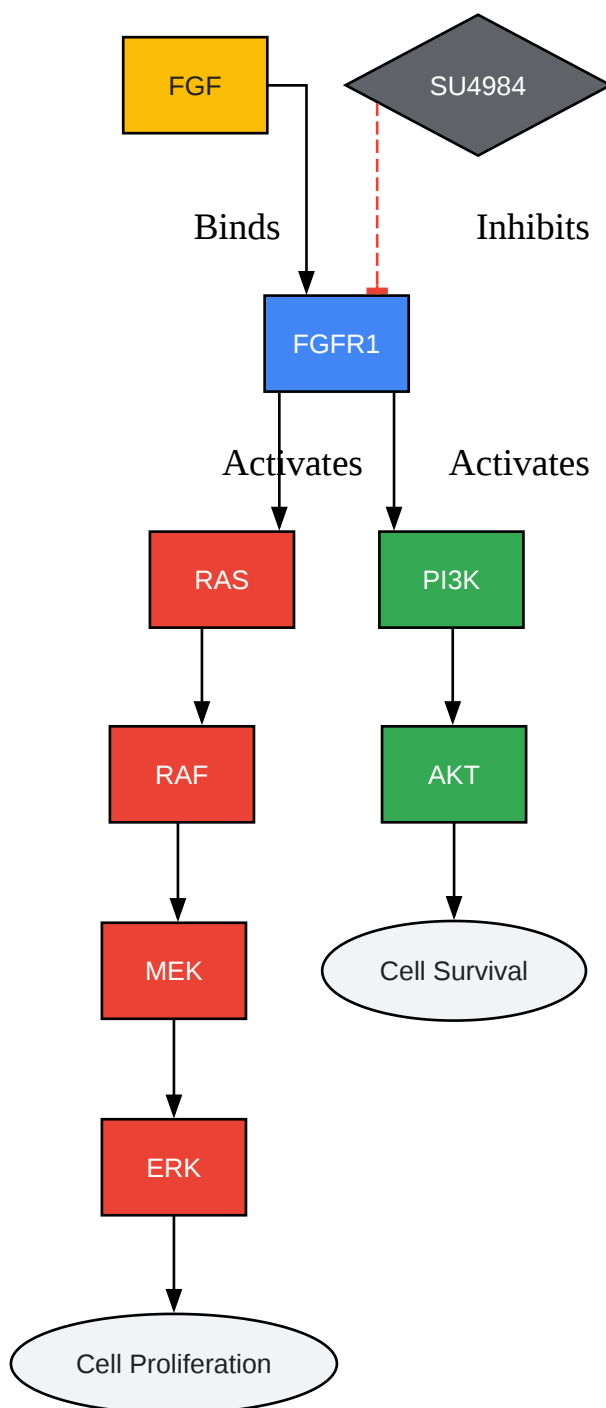 FGF
SU4984
Binds
Inhibits
FGFR1
Activates
Activates
RAS
PI3K
RAF
AKT
MEK
Cell Survival
ERK
Cell Proliferation